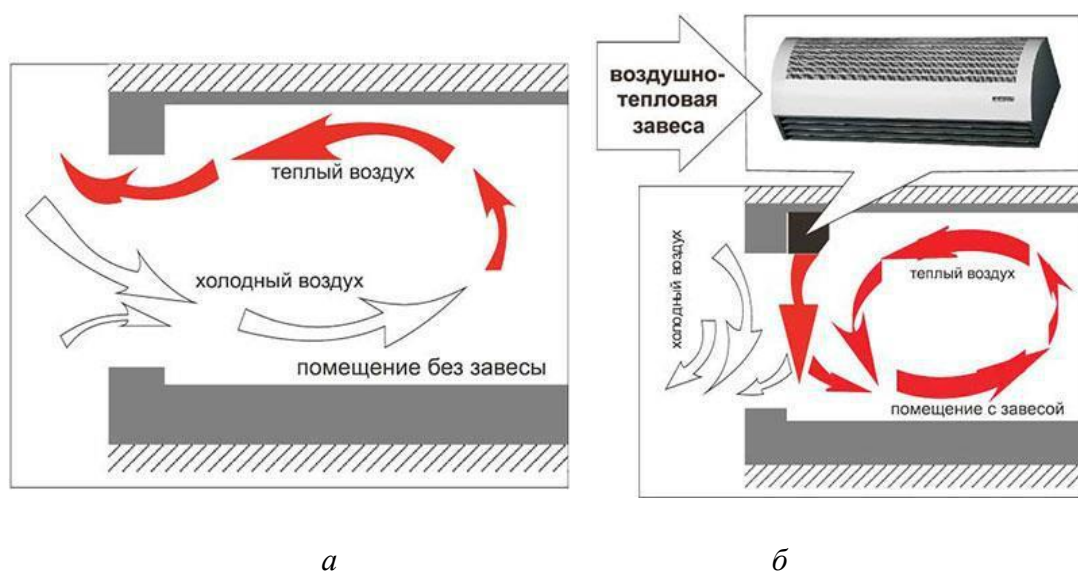 теплый воздух
холодный воздух
помещение без завесы
воздушно-
тепловая
завеса
холодный воздух
теплый воздух
помещение с завесой
а
б